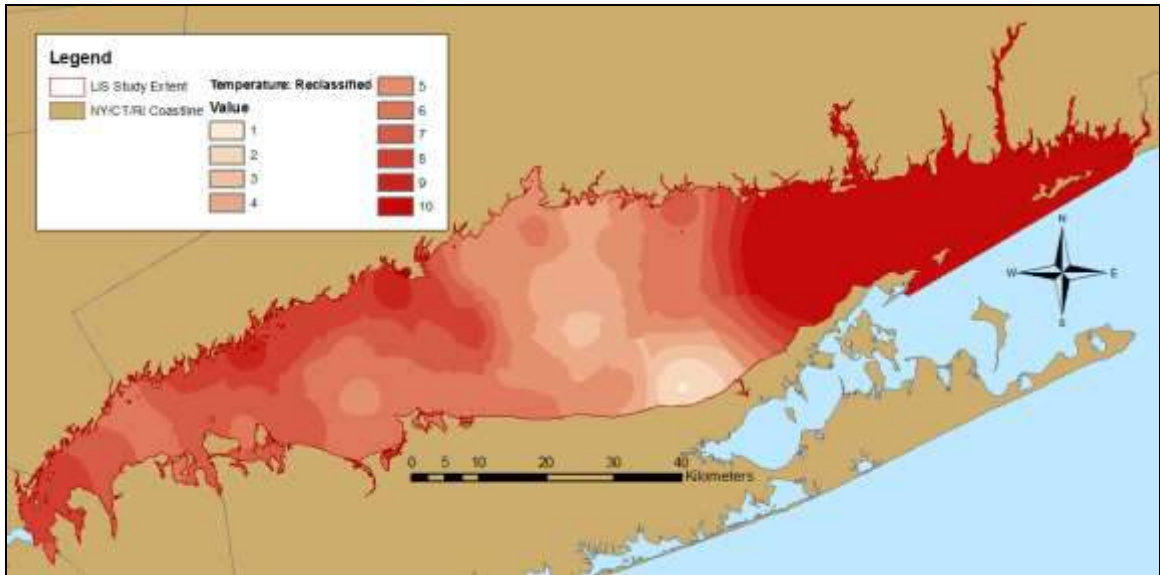 Legend
LIS Study Extent
NY/CT/RI Coastline
Temperature: Reclassified
Value
1
2
3
4
5
6
7
8
9
10
N
W E
S
0 5 10 20 30 40
Kilometers